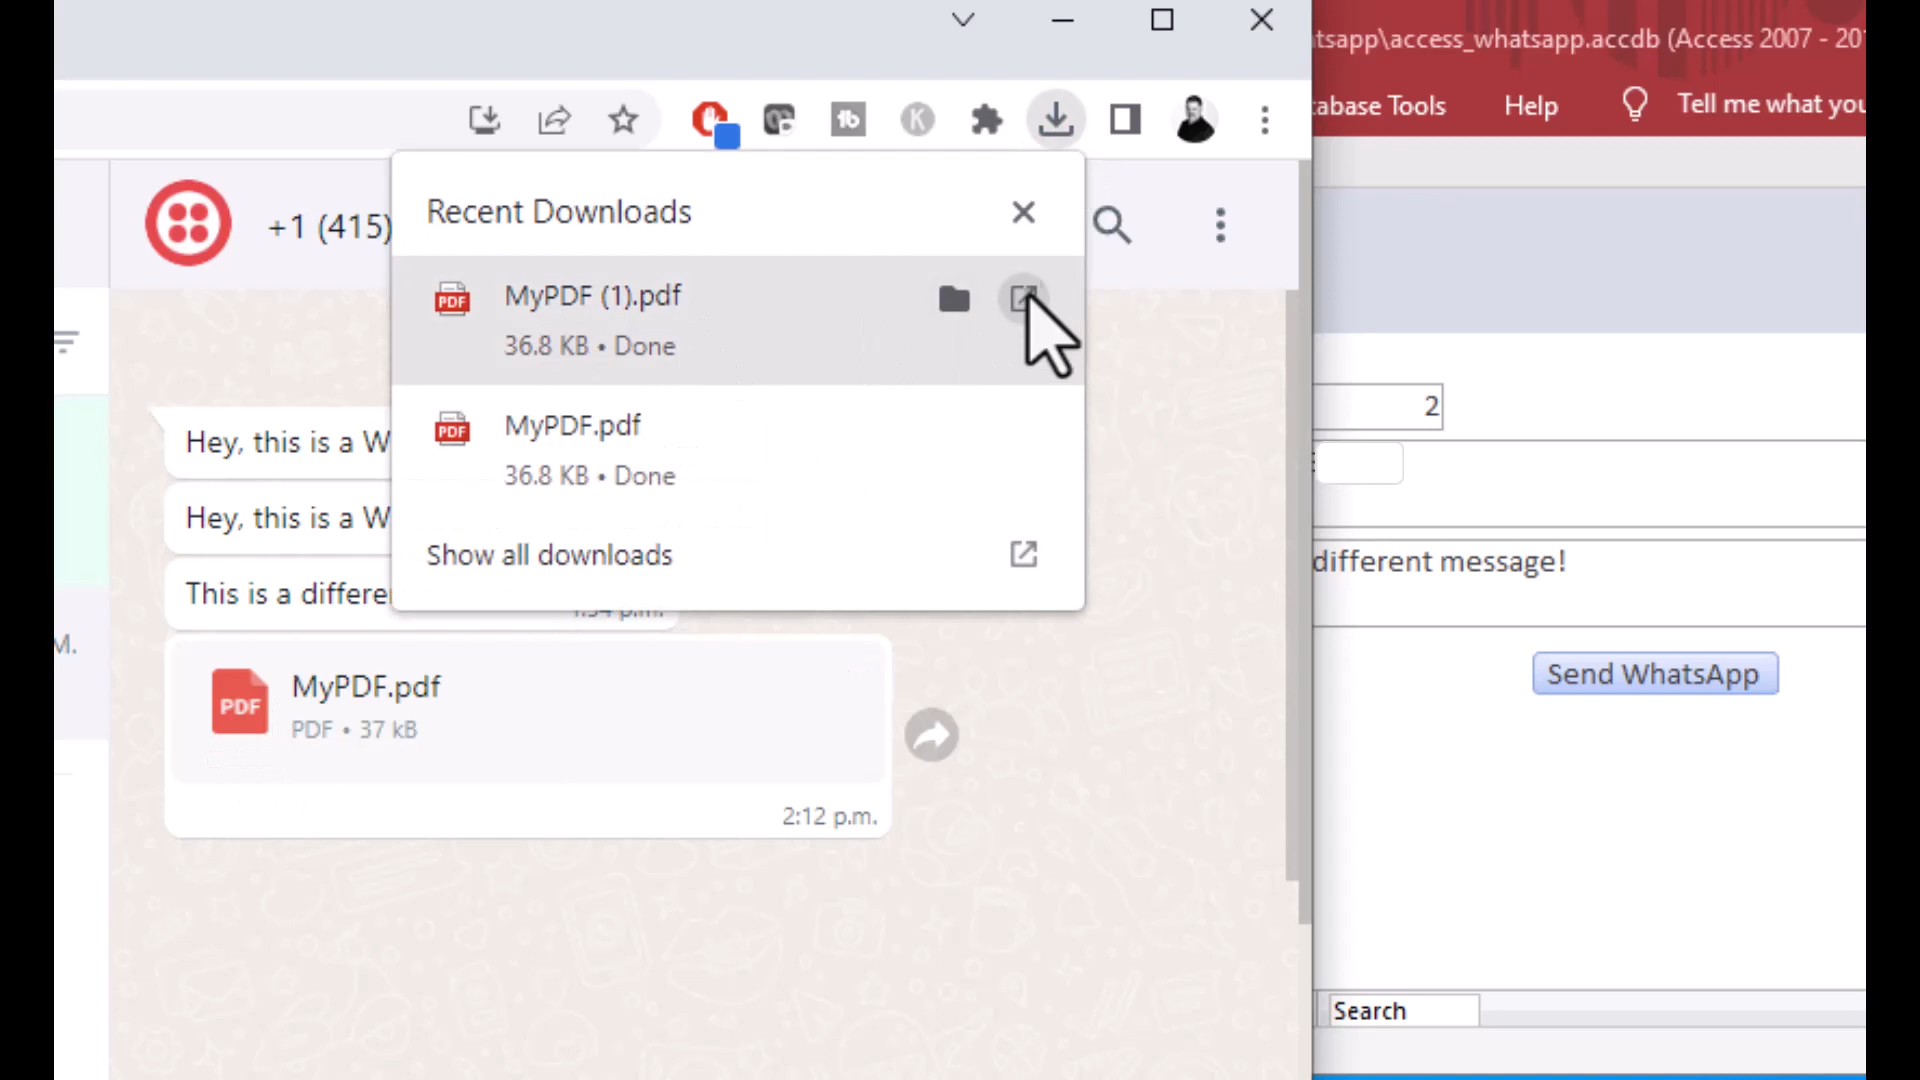 tsapp\access_whatsapp.accdb (Access 2007 - 20
abase Tools
Help
Tell me what you
+1 (415)
Recent Downloads
MyPDF (1).pdf
36.8 KB • Done
MyPDF.pdf
36.8 KB • Done
Show all downloads
Hey, this is a W
Hey, this is a W
This is a differe
1:54 p.m.
M.
PDF
MyPDF.pdf
PDF • 37 kB
2:12 p.m.
2
different message!
Send WhatsApp
Search